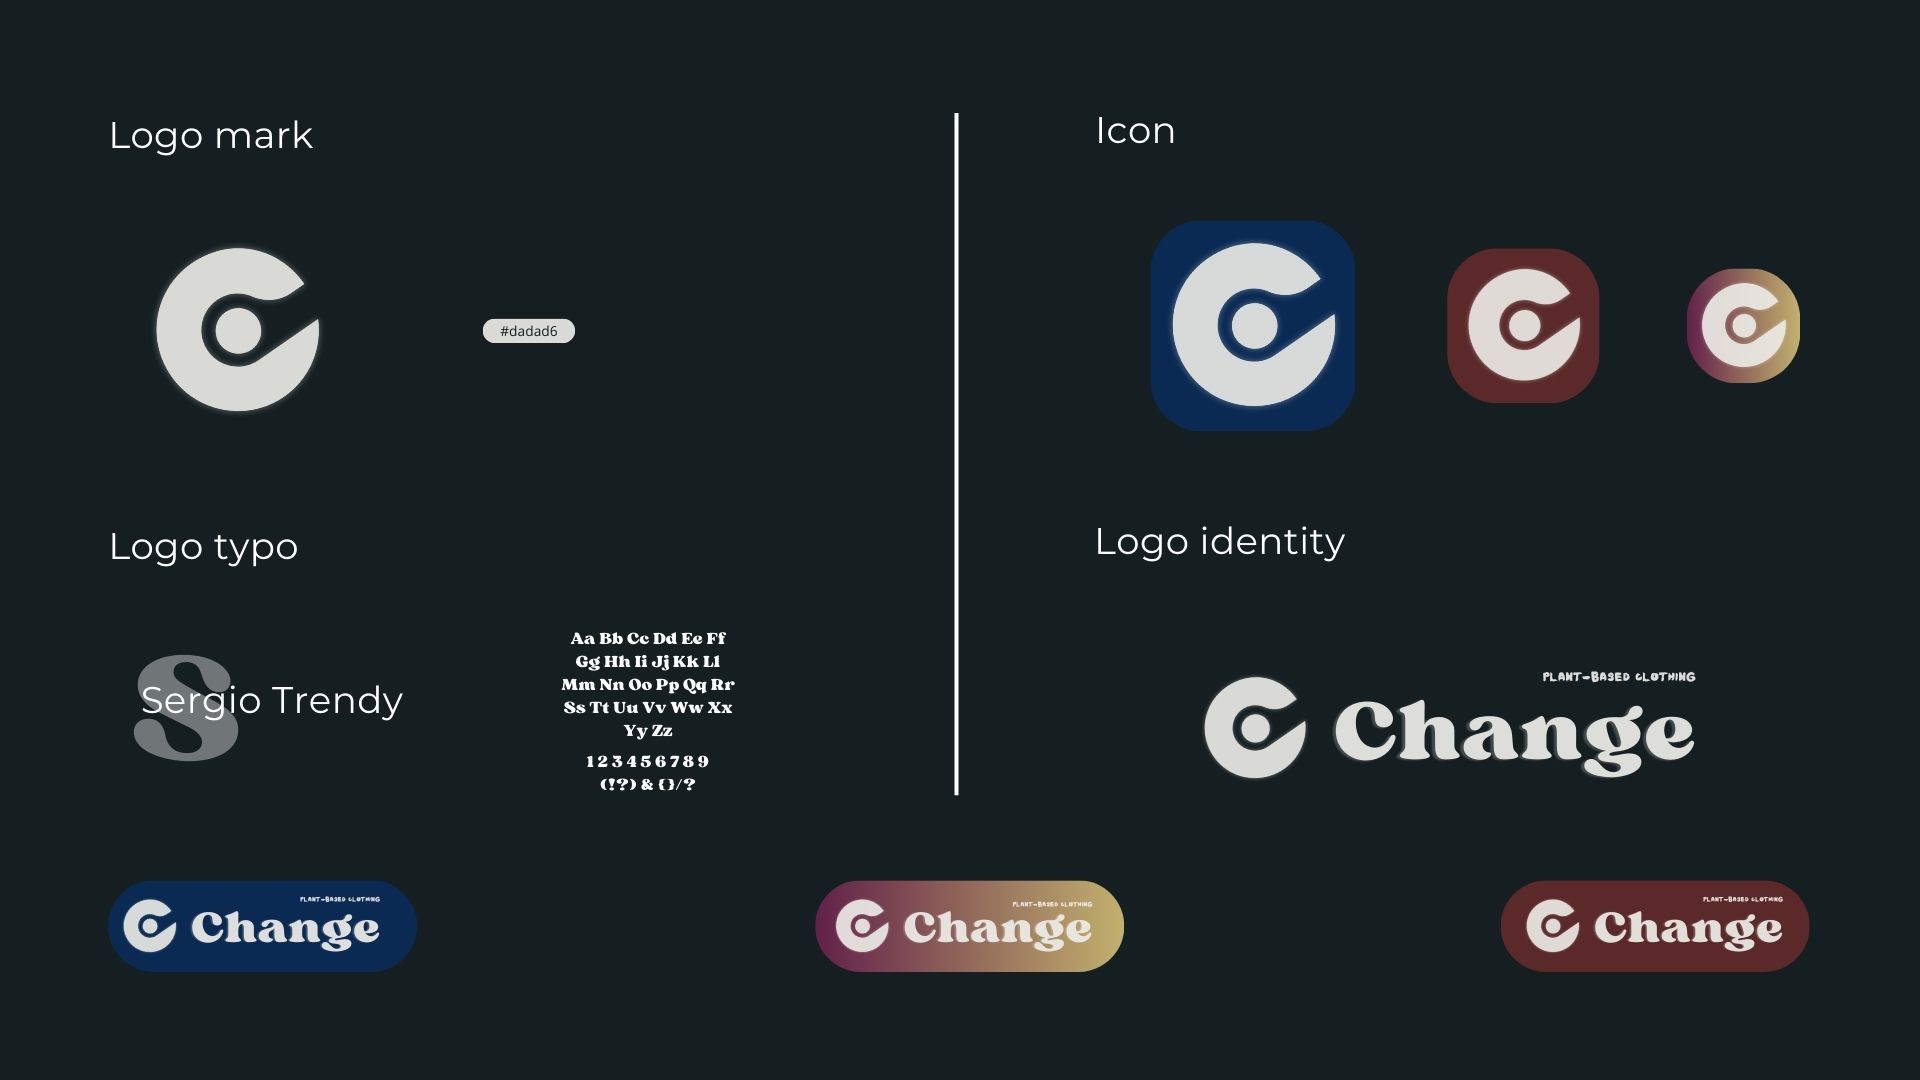 Logo mark
#dadad6
Logo typo
S
Sergio Trendy
Aa Bb Cc Dd Ee Ff
Gg Hh Ii Jj Kk Ll
Mm Nn Oo Pp Qq Rr
Ss Tt Uu Vv Ww Xx
Yy Zz
1 2 3 4 5 6 7 8 9
(!?) & {}/?
Icon
Logo identity
PLANT-BASED CLOTHING
Change
PLANT-BASED CLOTHING
Change
PLANT-BASED CLOTHING
Change
PLANT-BASED CLOTHING
Change